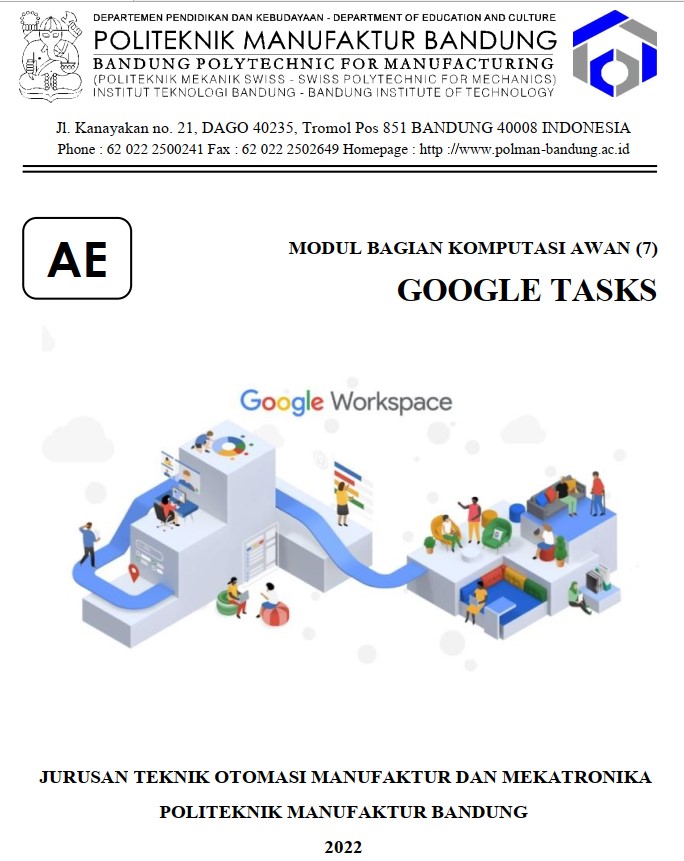 DEPARTEMEN PENDIDIKAN DAN KEBUDAYAAN - DEPARTMENT OF EDUCATION AND CULTURE
POLITEKNIK MANUFAKTUR BANDUNG
BANDUNG POLYTECHNIC FOR MANUFACTURING
(POLITEKNIK MEKANIK SWISS - SWISS POLYTECHNIC FOR MECHANICS)
INSTITUT TEKNOLOGI BANDUNG - BANDUNG INSTITUTE OF TECHNOLOGY
Jl. Kanayakan no. 21, DAGO 40235, Tromol Pos 851 BANDUNG 40008 INDONESIA
Phone : 62 022 2500241 Fax : 62 022 2502649 Homepage : http ://www.polman-bandung.ac.id
AE
MODUL BAGIAN KOMPUTASI AWAN (7)
GOOGLE TASKS
Google Workspace
JURUSAN TEKNIK OTOMASI MANUFAKTUR DAN MEKATRONIKA
POLITEKNIK MANUFAKTUR BANDUNG
2022